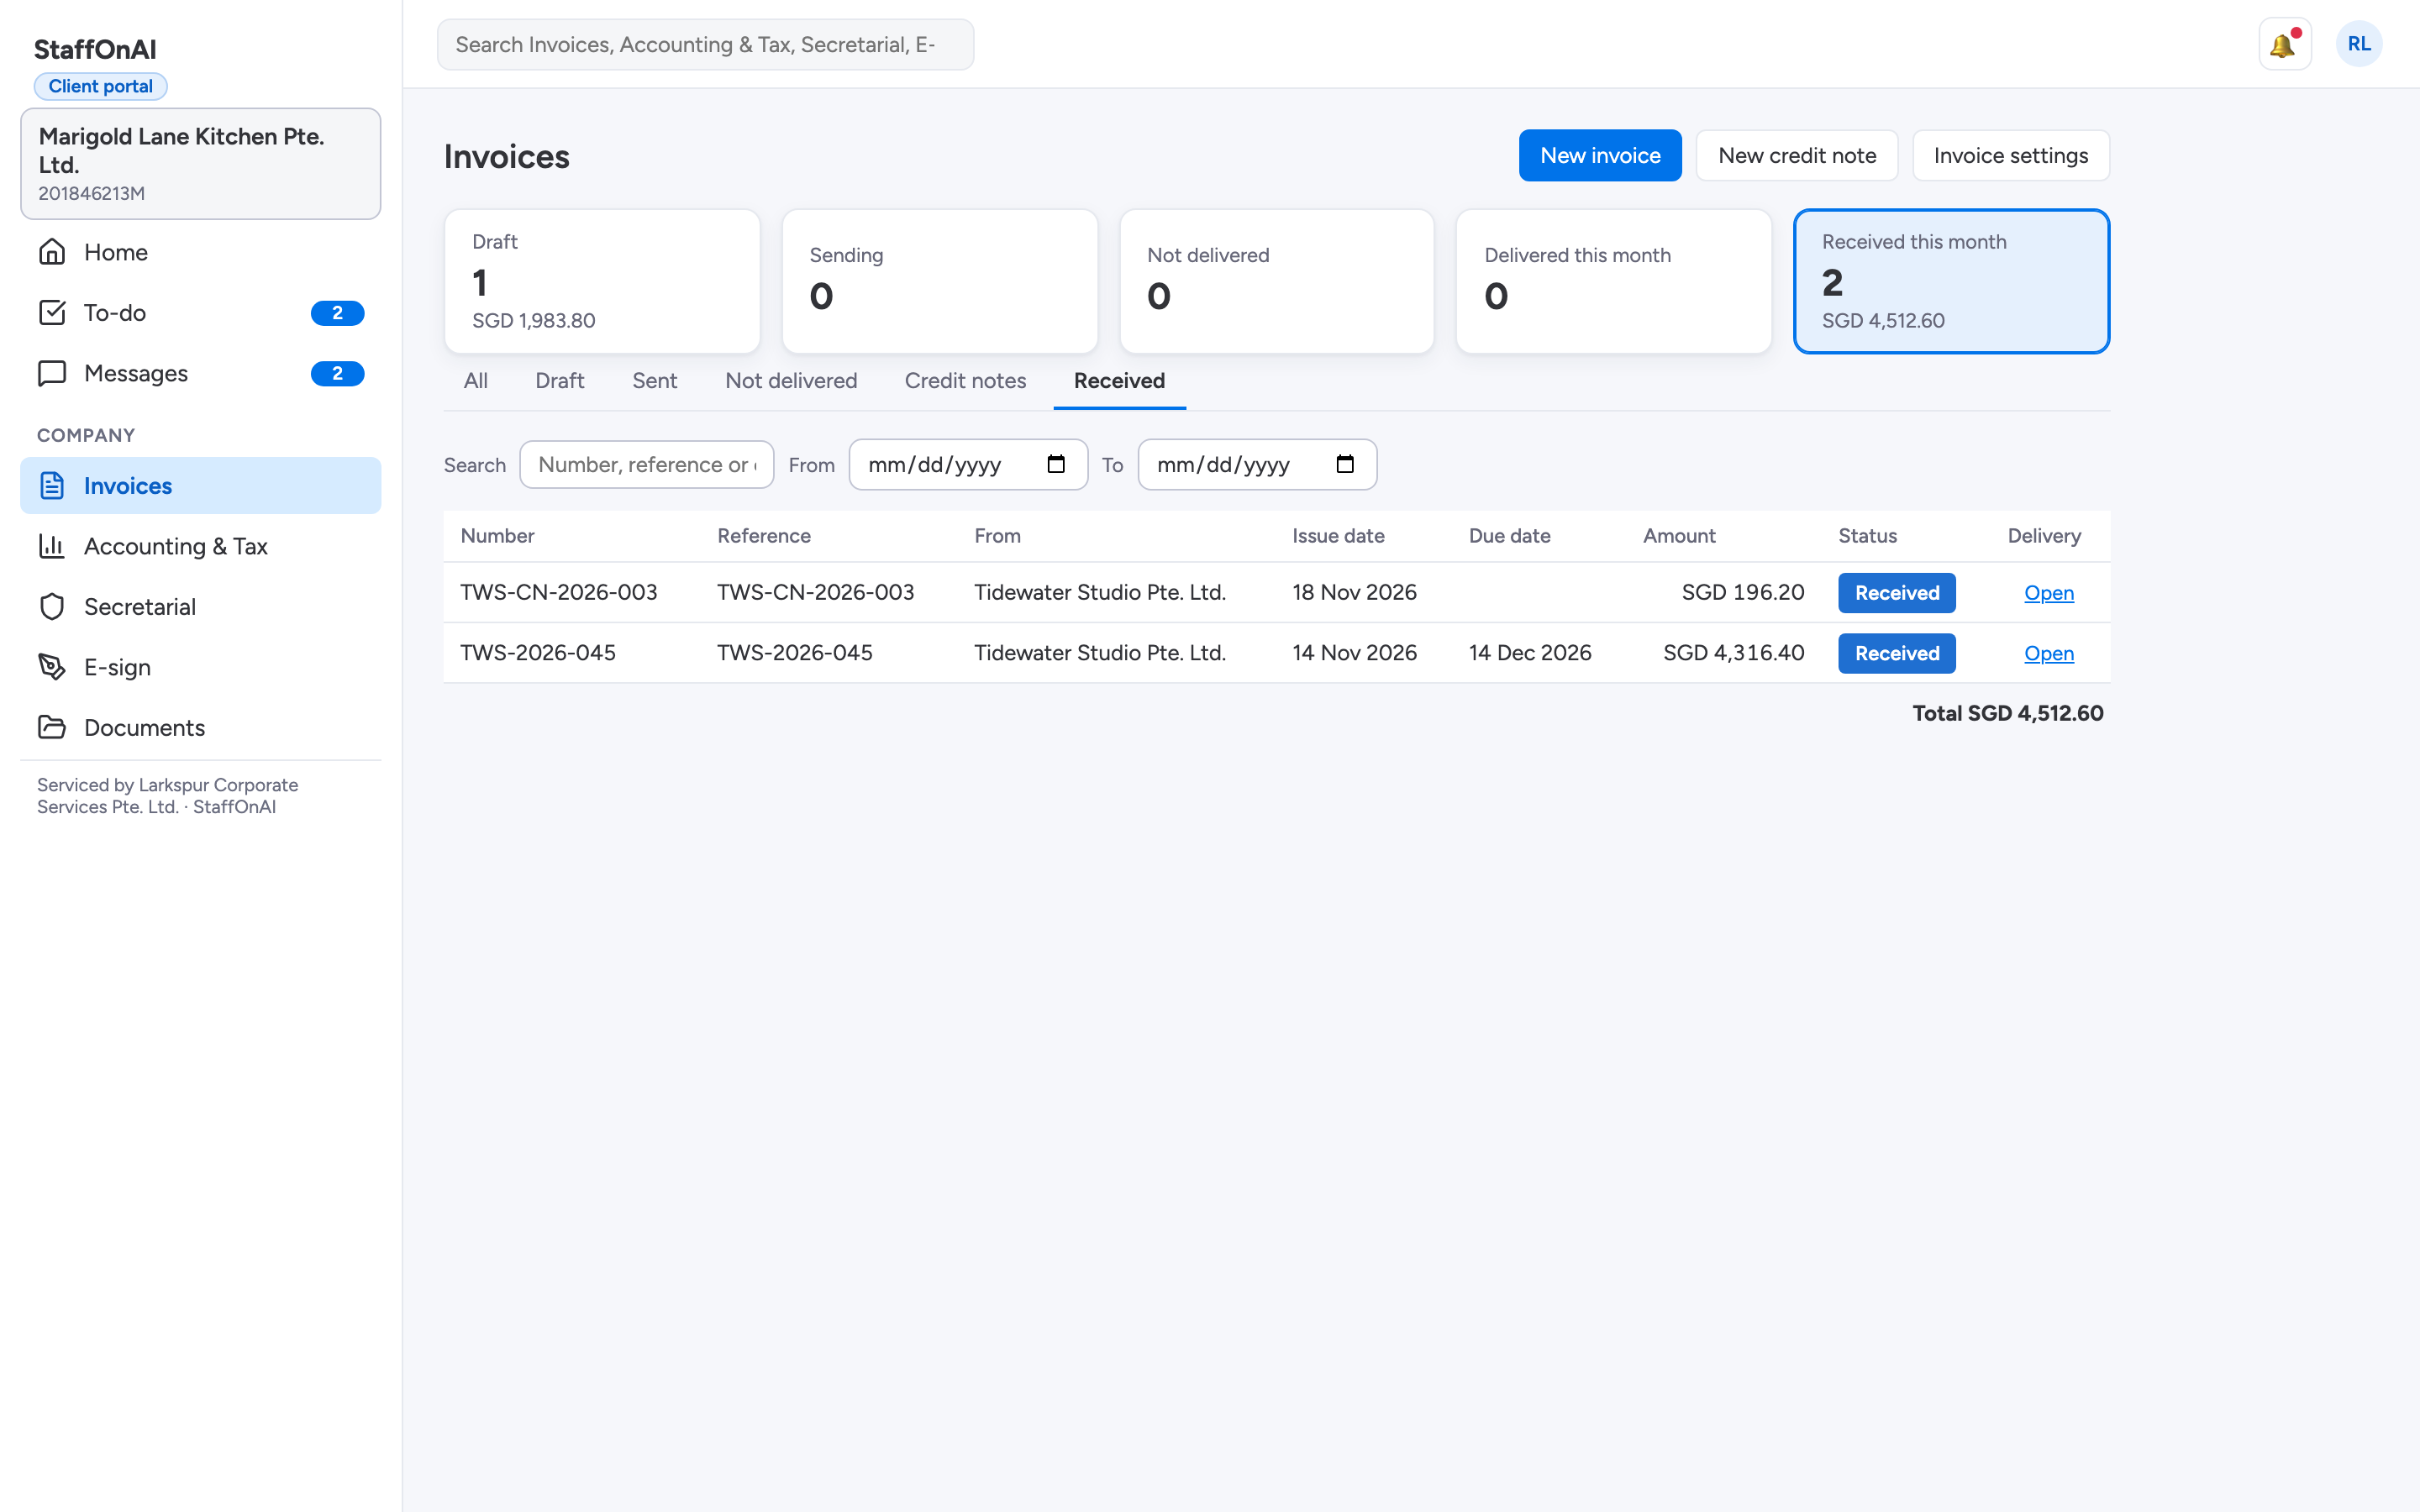 StaffOnAI
Client portal
Marigold Lane Kitchen Pte.
Ltd.
201846213M
Home
To-do 2
Messages 2
COMPANY
Invoices
Accounting & Tax
Secretarial
E-sign
Documents
Serviced by Larkspur Corporate
Services Pte. Ltd. · StaffOnAI
Search Invoices, Accounting & Tax, Secretarial, E-
RL
Invoices
New invoice New credit note Invoice settings
Draft
1
SGD 1,983.80
Sending
0
Not delivered
0
Delivered this month
0
Received this month
2
SGD 4,512.60
All Draft Sent Not delivered Credit notes Received
Search Number, reference or From mm/dd/yyyy To mm/dd/yyyy
Number Reference From Issue date Due date Amount Status Delivery
TWS-CN-2026-003 TWS-CN-2026-003 Tidewater Studio Pte. Ltd. 18 Nov 2026 SGD 196.20 Received Open
TWS-2026-045 TWS-2026-045 Tidewater Studio Pte. Ltd. 14 Nov 2026 14 Dec 2026 SGD 4,316.40 Received Open
Total SGD 4,512.60